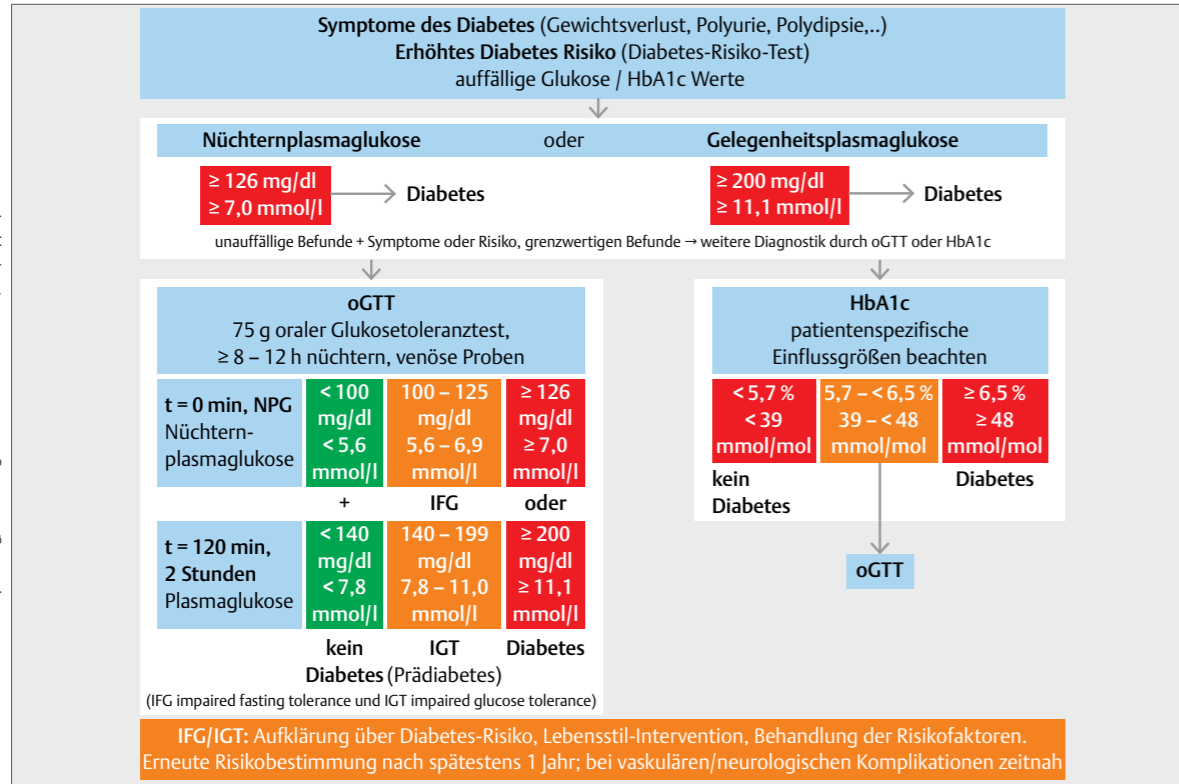 Symptome des Diabetes (Gewichtsverlust, Polyurie, Polydipsie,..)
Erhöhtes Diabetes Risiko (Diabetes-Risiko-Test)
auffällige Glukose / HbA1c Werte
Nüchternplasmaglukose oder Gelegenheitsplasmaglukose
≥ 126 mg/dl
≥ 7,0 mmol/l
Diabetes
≥ 200 mg/dl
≥ 11,1 mmol/l
Diabetes
unauffällige Befunde + Symptome oder Risiko, grenzwertigen Befunde → weitere Diagnostik durch oGTT oder HbA1c
oGTT
75 g oraler Glukosetoleranztest,
≥ 8 – 12 h nüchtern, venöse Proben
t = 0 min, NPG
Nüchtern-
plasmaglukose
< 100
mg/dl
< 5,6
mmol/l
100 – 125
mg/dl
5,6 – 6,9
mmol/l
≥ 126
mg/dl
≥ 7,0
mmol/l
+ IFG oder
t = 120 min,
2 Stunden
Plasmaglukose
< 140
mg/dl
< 7,8
mmol/l
140 – 199
mg/dl
7,8 – 11,0
mmol/l
≥ 200
mg/dl
≥ 11,1
mmol/l
kein IGT Diabetes
Diabetes (Prädiabetes)
(IFG impaired fasting tolerance und IGT impaired glucose tolerance)
HbA1c
patientenspezifische
Einflussgrößen beachten
< 5,7 %
< 39
mmol/mol
5,7 – < 6,5 %
39 – < 48
mmol/mol
≥ 6,5 %
≥ 48
mmol/mol
kein
Diabetes
Diabetes
oGTT
IFG/IGT: Aufklärung über Diabetes-Risiko, Lebensstil-Intervention, Behandlung der Risikofaktoren.
Erneute Risikobestimmung nach spätestens 1 Jahr; bei vaskulären/neurologischen Komplikationen zeitnah